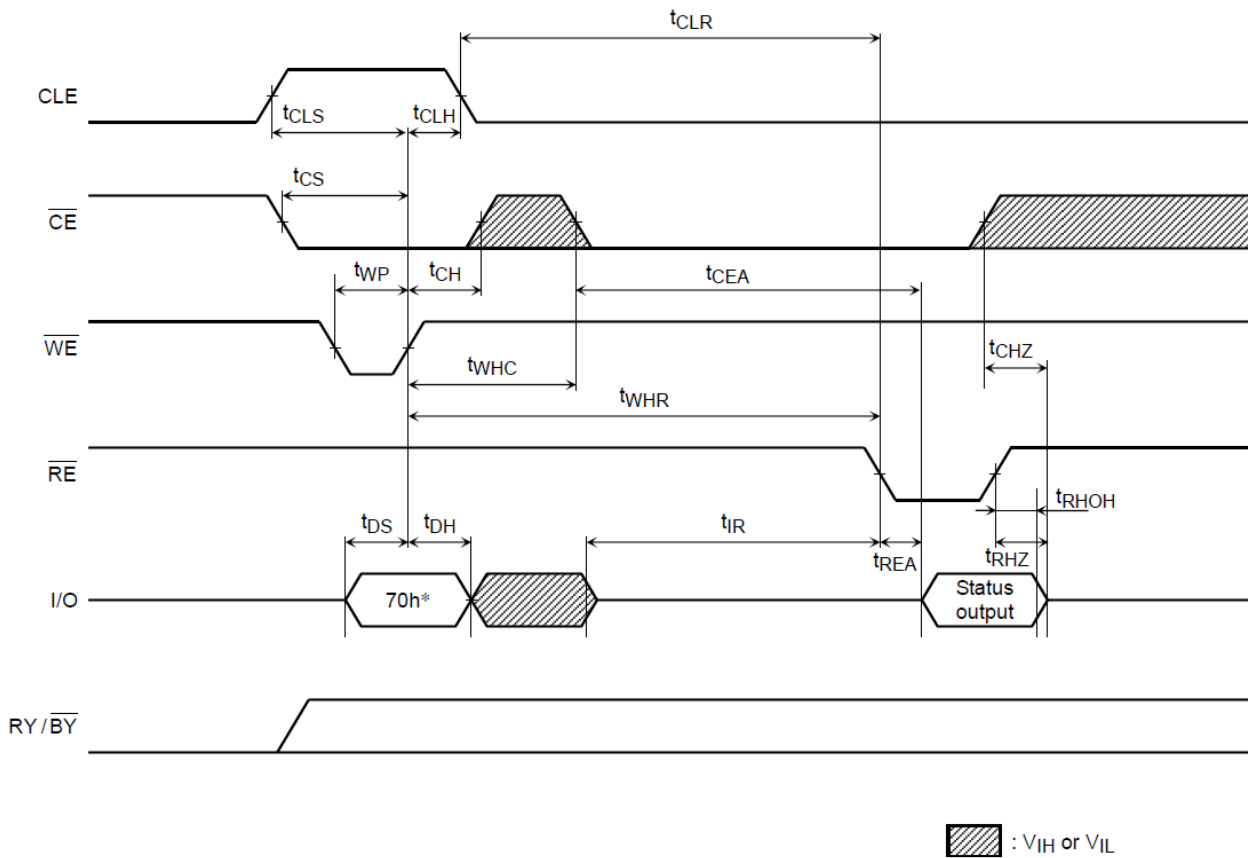 tCLR
CLE
tCLS
tCLH
tCS
CE
tWP
tCH
tCEA
WE
tCHZ
tWHC
tWHR
RE
tRHOH
tDS
tDH
tIR
tREA
tRHZ
I/O
70h*
Status
output
RY / BY
: VIH or VIL